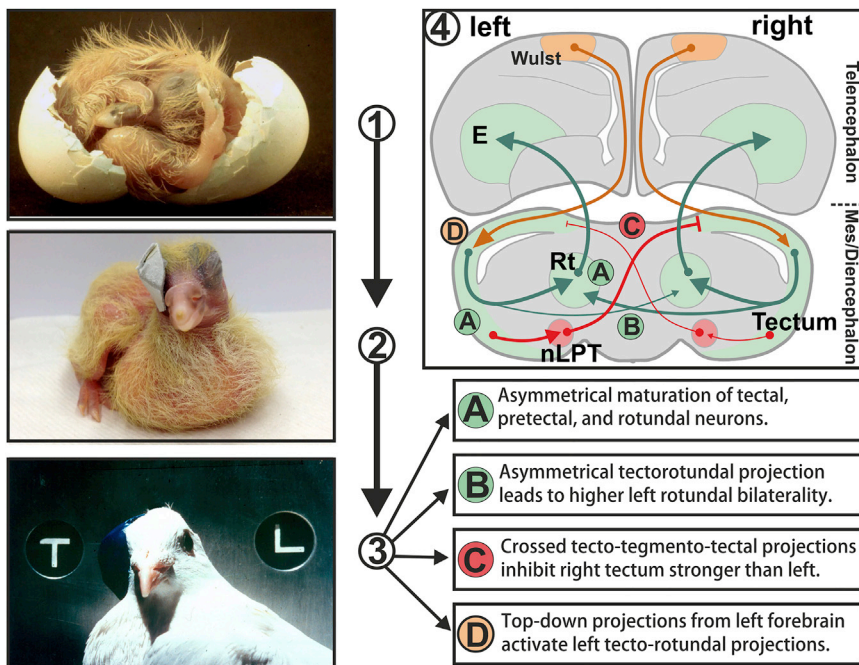 4
left
right
Wulst
Telencephalon
1
E
D
C
Mes/Diencephalon
Rt
A
A
B
Tectum
nLPT
2
A
Asymmetrical maturation of tectal,
pretectal, and rotundal neurons.
B
Asymmetrical tectorotundal projection
leads to higher left rotundal bilaterality.
T
L
3
C
Crossed tecto-tegmento-tectal projections
inhibit right tectum stronger than left.
D
Top-down projections from left forebrain
activate left tecto-rotundal projections.